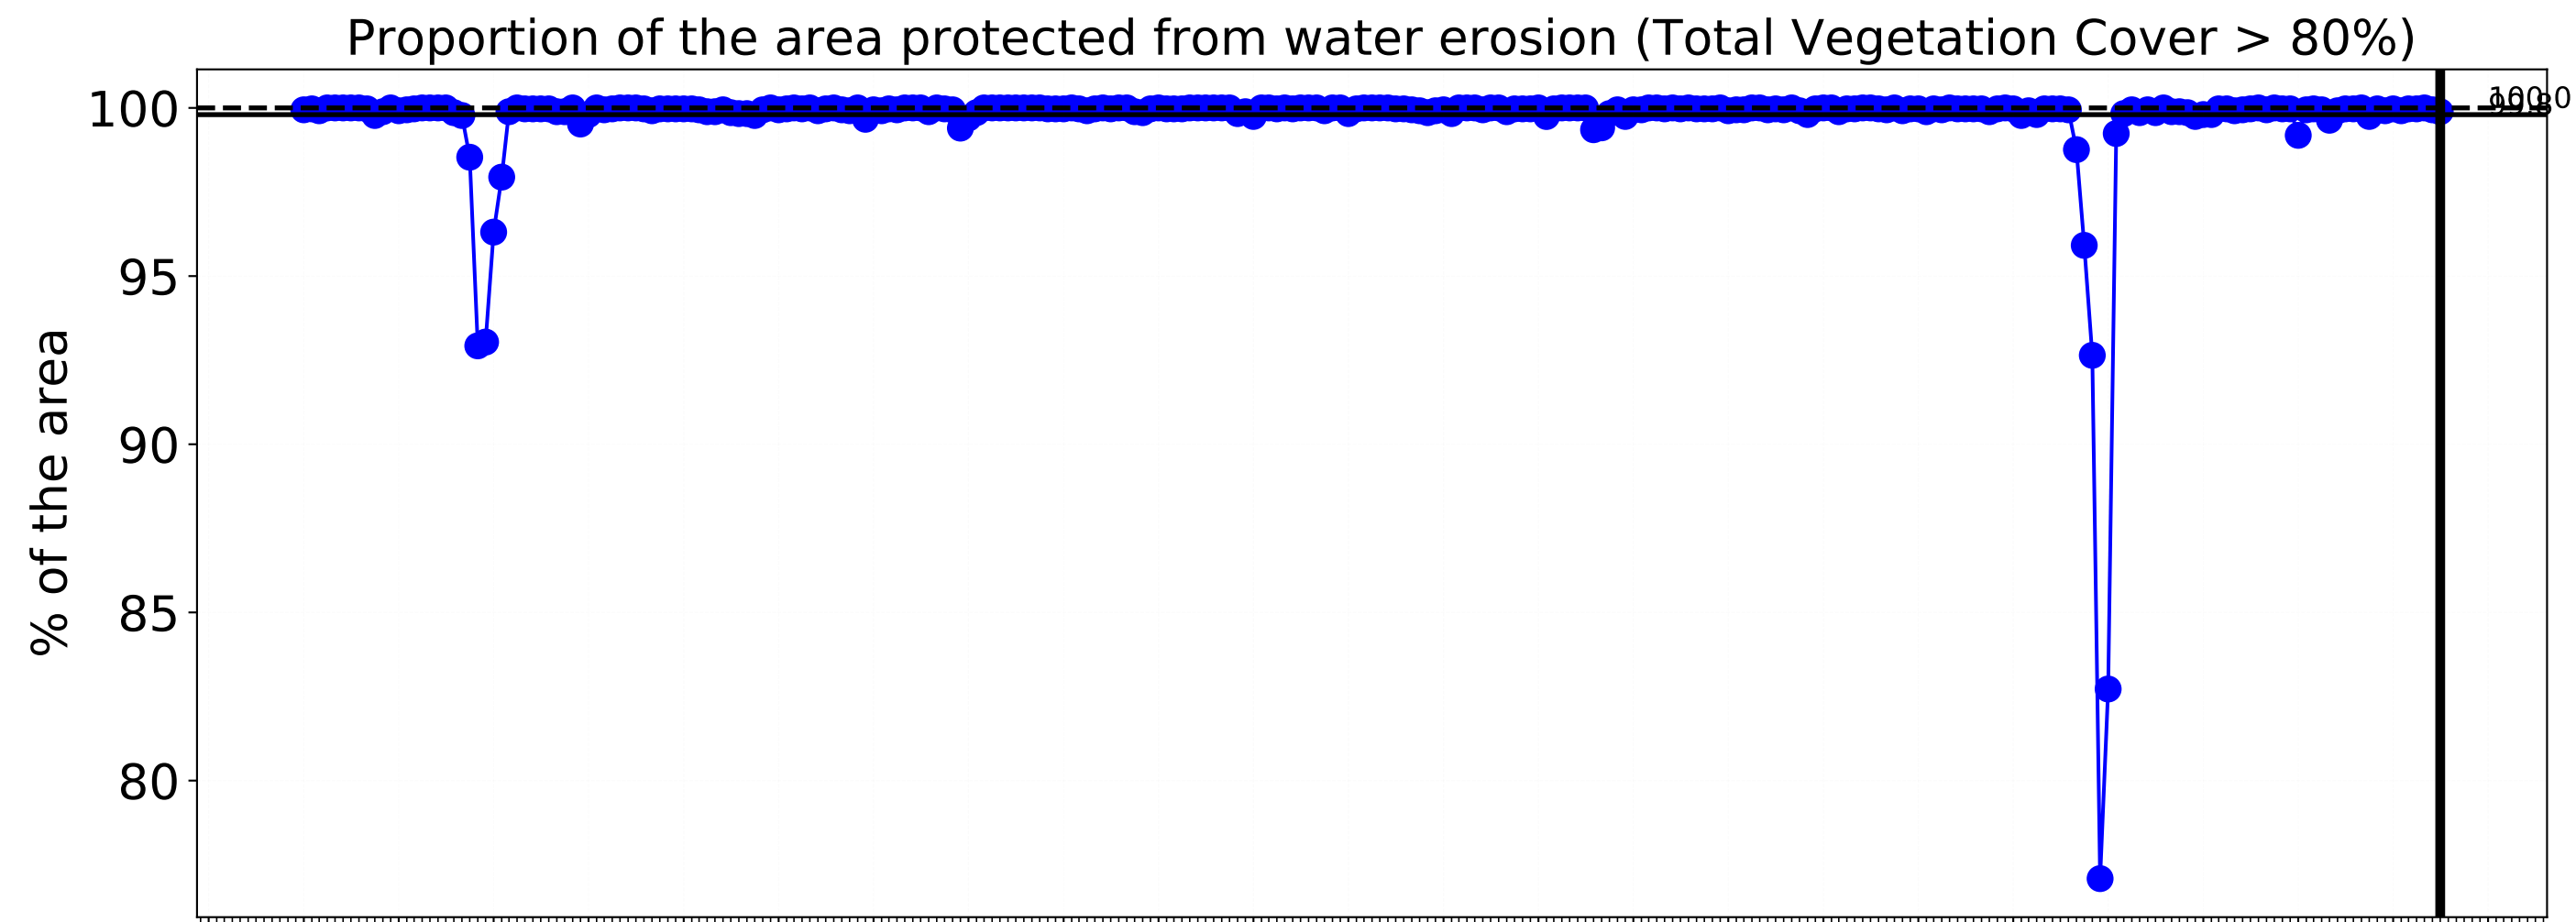 Proportion of the area protected from water erosion (Total Vegetation Cover > 80%)
100
95
90
85
80
% of the area